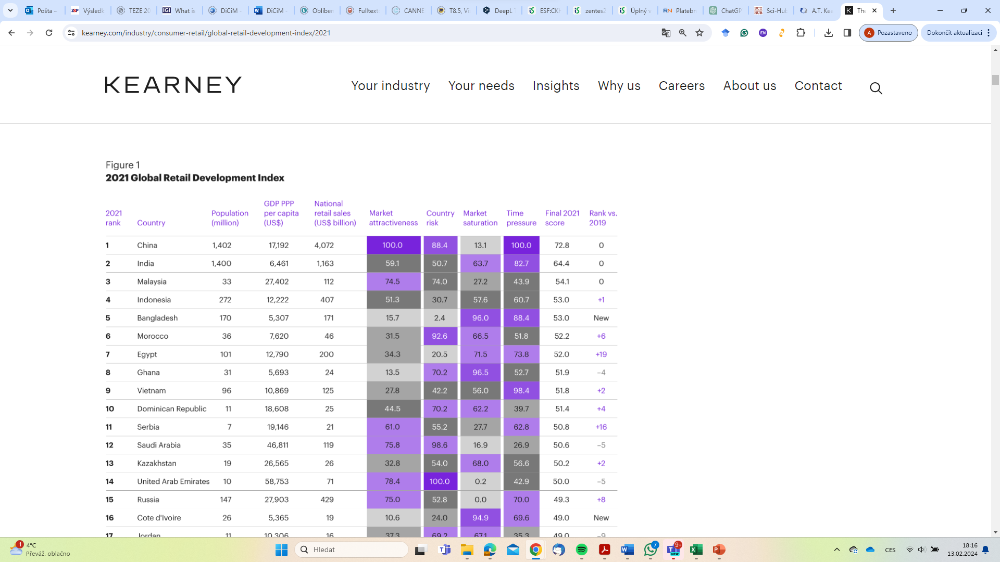 Pošta –
Výsledk
TEZE 20
What is
DiCiM –
DiCiM –
Oblíben
Fulltext
CANNE
T8.5, Vi
DeepL
ESF:CK
zentes2
Úplný v
Platebn
ChatGP
Sci-Hu
A.T. Kea
The
kearney.com/industry/consumer-retail/global-retail-development-index/2021
EN
A Pozastaveno
Dokončit aktualizaci
KEARNEY
Your industry Your needs Insights Why us Careers About us Contact
Figure 1
2021 Global Retail Development Index
2021 rank Country Population (million) GDP PPP per capita (US$) National retail sales (US$ billion) Market attractiveness Country risk Market saturation Time pressure Final 2021 score Rank vs. 2019
1 China 1,402 17,192 4,072 100.0 88.4 13.1 100.0 72.8 0
2 India 1,400 6,461 1,163 59.1 50.7 63.7 82.7 64.4 0
3 Malaysia 33 27,402 112 74.5 74.0 27.2 43.9 54.1 0
4 Indonesia 272 12,222 407 51.3 30.7 57.6 60.7 53.0 +1
5 Bangladesh 170 5,307 171 15.7 2.4 96.0 88.4 53.0 New
6 Morocco 36 7,620 46 31.5 92.6 66.5 51.8 52.2 +6
7 Egypt 101 12,790 200 34.3 20.5 71.5 73.8 52.0 +19
8 Ghana 31 5,693 24 13.5 70.2 96.5 52.7 51.9 –4
9 Vietnam 96 10,869 125 27.8 42.2 56.0 98.4 51.8 +2
10 Dominican Republic 11 18,608 25 44.5 70.2 62.2 39.7 51.4 +4
11 Serbia 7 19,146 21 61.0 55.2 27.7 62.8 50.8 +16
12 Saudi Arabia 35 46,811 119 75.8 98.6 16.9 26.9 50.6 –5
13 Kazakhstan 19 26,565 26 32.8 54.0 68.0 56.6 50.2 +2
14 United Arab Emirates 10 58,753 71 78.4 100.0 0.2 42.9 50.0 –5
15 Russia 147 27,903 429 75.0 52.8 0.0 70.0 49.3 +8
16 Cote d'Ivoire 26 5,365 19 10.6 24.0 94.9 69.6 49.0 New
17 Jordan 11 10,306 16 37.3 69.2 67.1 35.3 49.0 –9
1
4°C
Převáž. oblačno
Hledat
7
9+
NEW
CES
18:16
13.02.2024